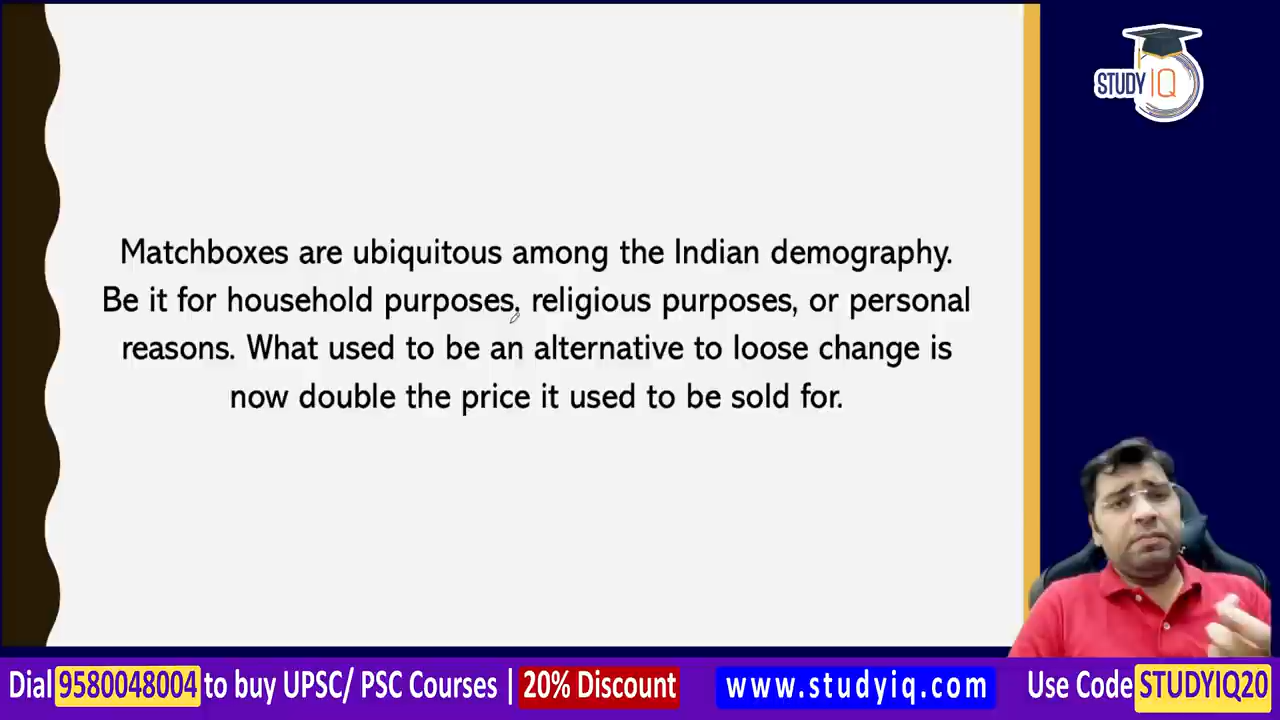 STUDY IQ
Matchboxes are ubiquitous among the Indian demography.
Be it for household purposes, religious purposes, or personal
reasons. What used to be an alternative to loose change is
now double the price it used to be sold for.
Dial 9580048004 to buy UPSC/ PSC Courses | 20% Discount www.studyiq.com Use Code STUDYIQ20